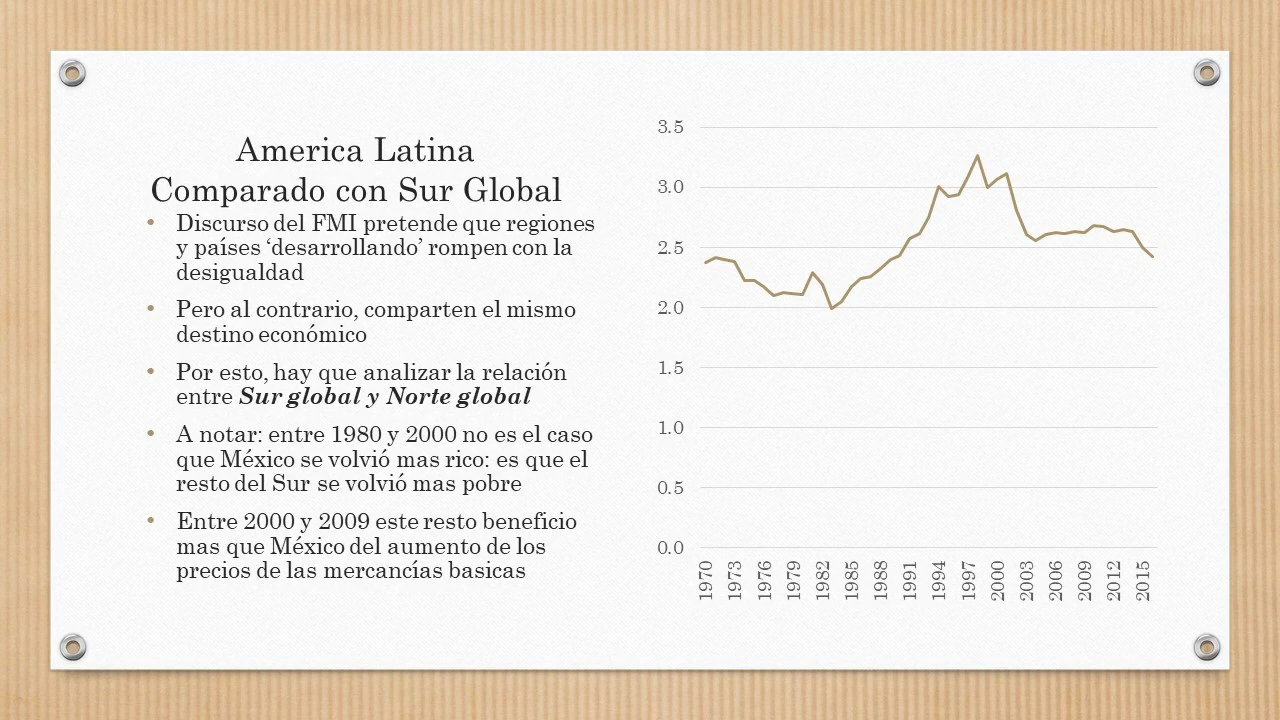 America Latina
Comparado con Sur Global
• Discurso del FMI pretende que regiones
y países ‘desarrollando’ rompen con la
desigualdad
• Pero al contrario, comparten el mismo
destino económico
• Por esto, hay que analizar la relación
entre Sur global y Norte global
• A notar: entre 1980 y 2000 no es el caso
que México se volvió mas rico: es que el
resto del Sur se volvió mas pobre
• Entre 2000 y 2009 este resto beneficio
mas que México del aumento de los
precios de las mercancías basicas
3.5
3.0
2.5
2.0
1.5
1.0
0.5
0.0
1970
1973
1976
1979
1982
1985
1988
1991
1994
1997
2000
2003
2006
2009
2012
2015